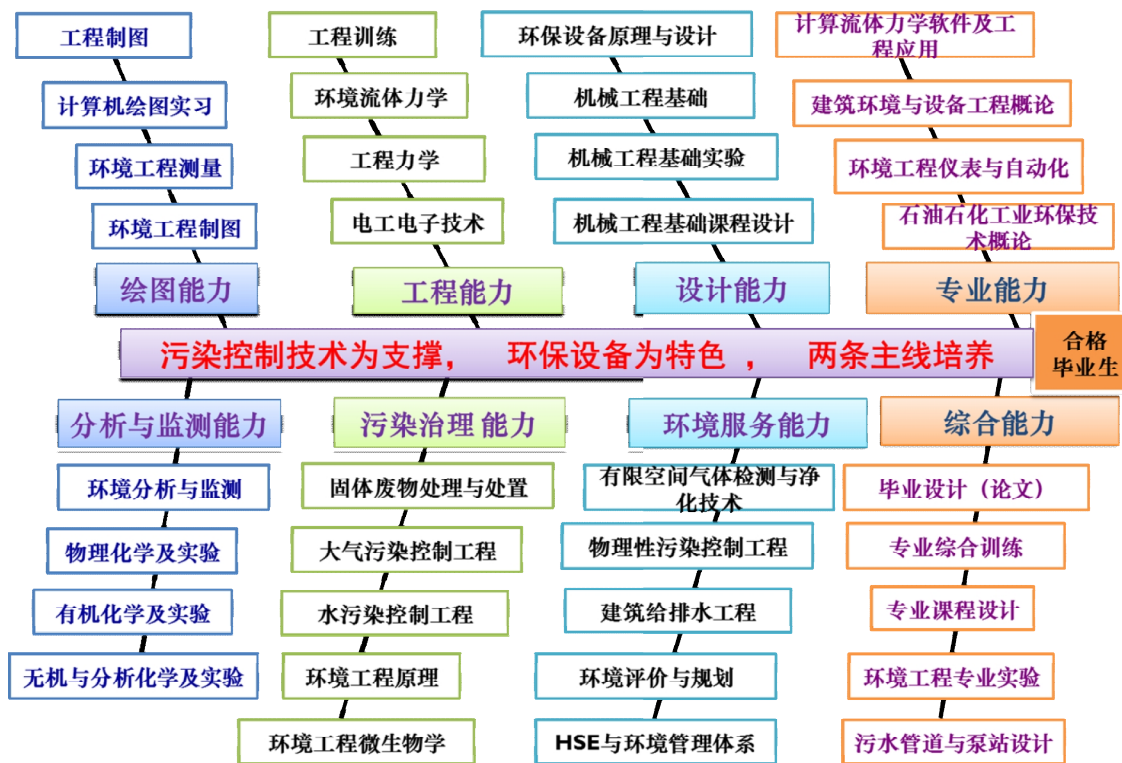 工程制图
工程训练
环保设备原理与设计
计算流体力学软件及工
程应用
计算机绘图实习
环境流体力学
机械工程基础
建筑环境与设备工程概论
环境工程测量
工程力学
机械工程基础实验
环境工程仪表与自动化
环境工程制图
电工电子技术
机械工程基础课程设计
石油石化工业环保技
术概论
绘图能力
工程能力
设计能力
专业能力
污染控制技术为支撑， 环保设备为特色 ， 两条主线培养
合格
毕业生
分析与监测能力
污染治理 能力
环境服务能力
综合能力
环境分析与监测
固体废物处理与处置
有限空间气体检测与净
化技术
毕业设计（论文）
物理化学及实验
大气污染控制工程
物理性污染控制工程
专业综合训练
有机化学及实验
水污染控制工程
建筑给排水工程
专业课程设计
无机与分析化学及实验
环境工程原理
环境评价与规划
环境工程专业实验
环境工程微生物学
HSE与环境管理体系
污水管道与泵站设计